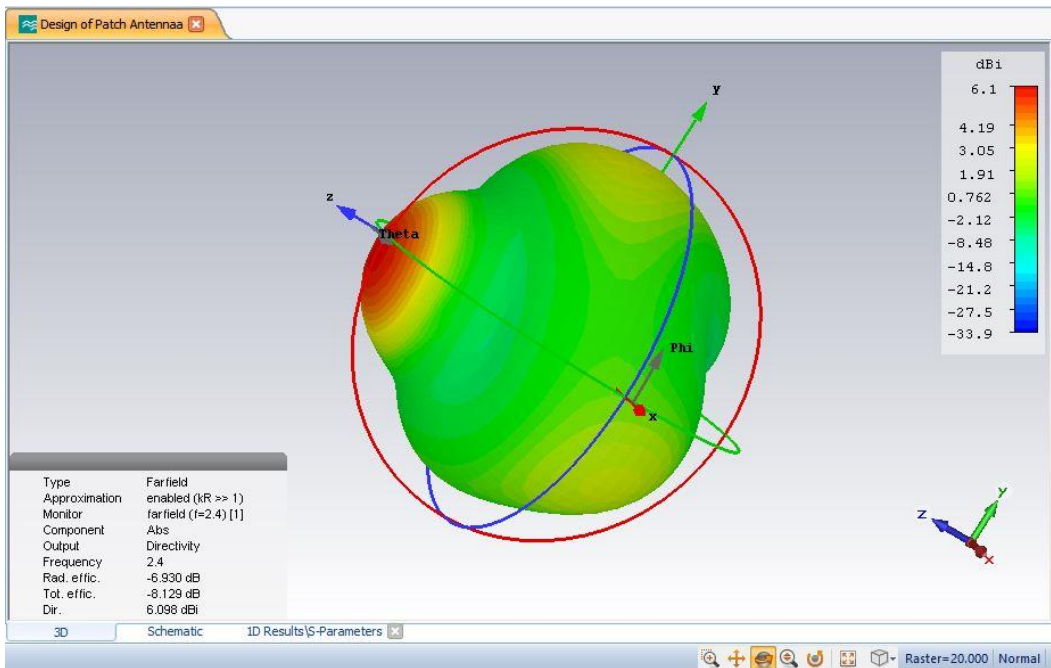 Design of Patch Antennaa
dBi
6.1
4.19
3.05
1.91
0.762
-2.12
-8.48
-14.8
-21.2
-27.5
-33.9
y
z
Theta
Phi
x
Type Farfield
Approximation enabled (kR >> 1)
Monitor farfield (f=2.4) [1]
Component Abs
Output Directivity
Frequency 2.4
Rad. effic. -6.930 dB
Tot. effic. -8.129 dB
Dir. 6.098 dBi
y
z
x
3D Schematic 1D Results\S-Parameters
Raster=20.000 Normal